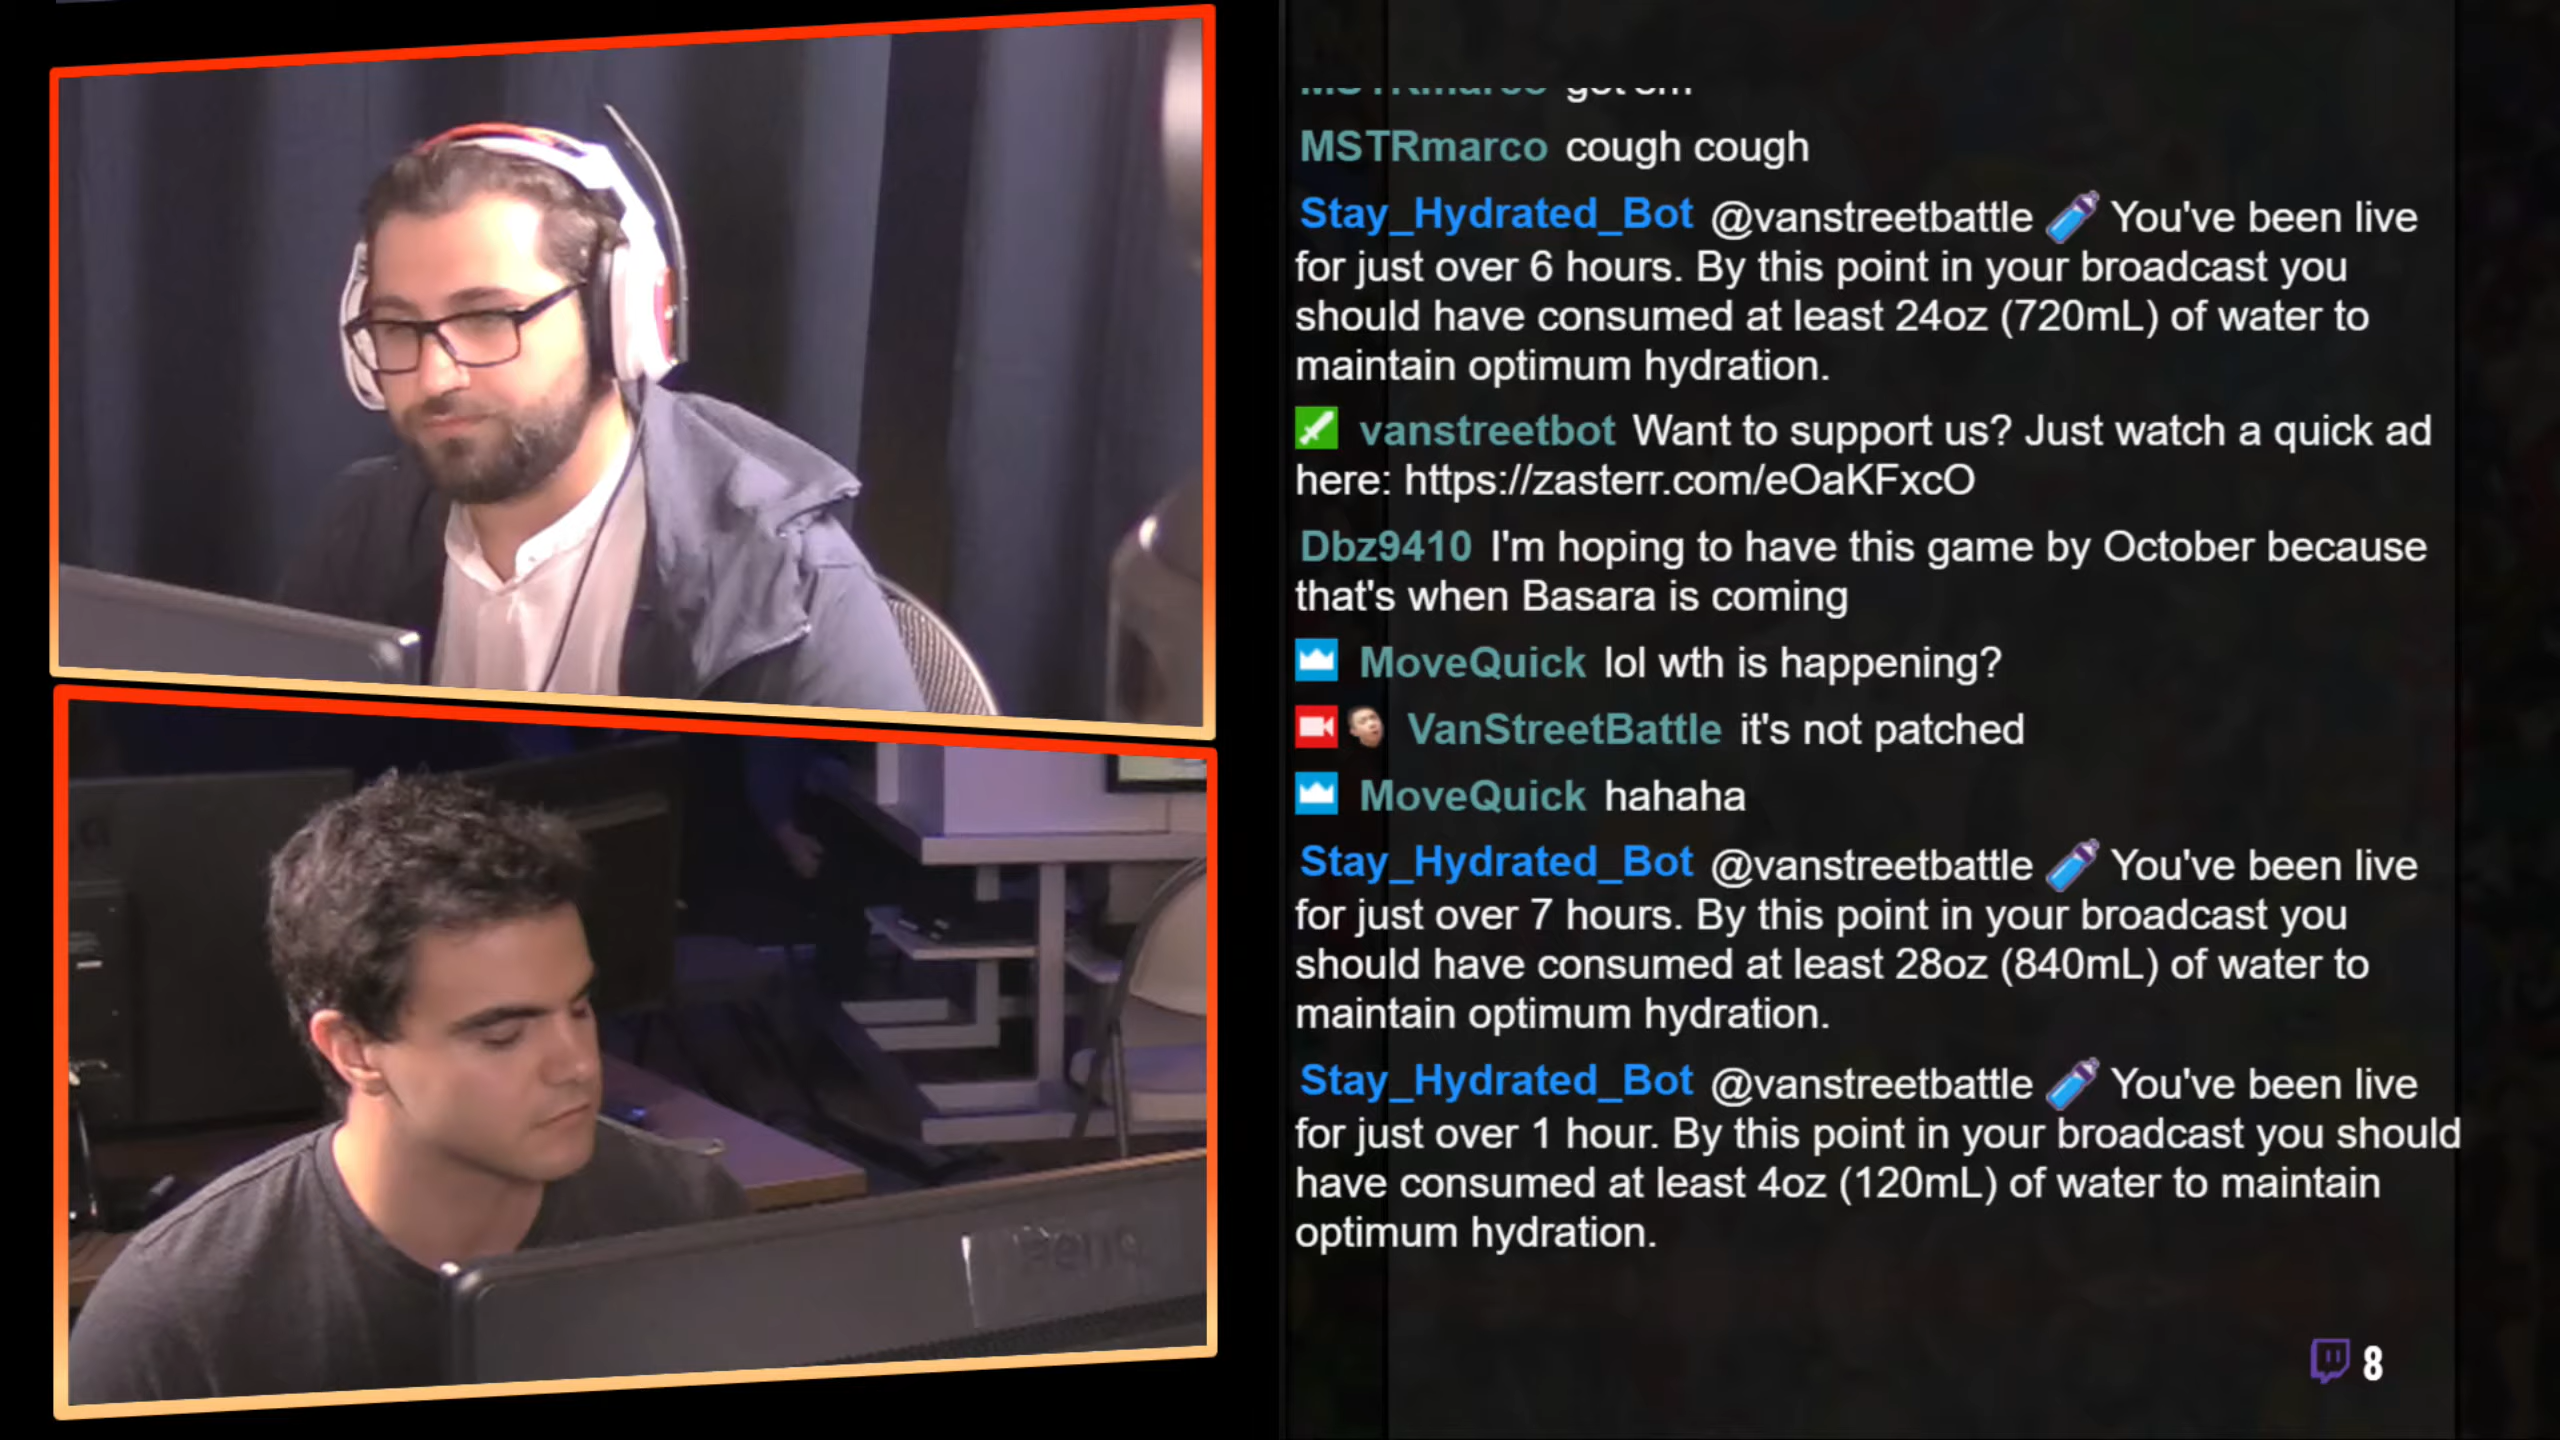 MSTRmarco got em
MSTRmarco cough cough
Stay_Hydrated_Bot @vanstreetbattle You've been live
for just over 6 hours. By this point in your broadcast you
should have consumed at least 24oz (720mL) of water to
maintain optimum hydration.
vanstreetbot Want to support us? Just watch a quick ad
here: https://zasterr.com/eOaKFxcO
Dbz9410 I'm hoping to have this game by October because
that's when Basara is coming
MoveQuick lol wth is happening?
VanStreetBattle it's not patched
MoveQuick hahaha
Stay_Hydrated_Bot @vanstreetbattle You've been live
for just over 7 hours. By this point in your broadcast you
should have consumed at least 28oz (840mL) of water to
maintain optimum hydration.
Stay_Hydrated_Bot @vanstreetbattle You've been live
for just over 1 hour. By this point in your broadcast you should
have consumed at least 4oz (120mL) of water to maintain
optimum hydration.
8